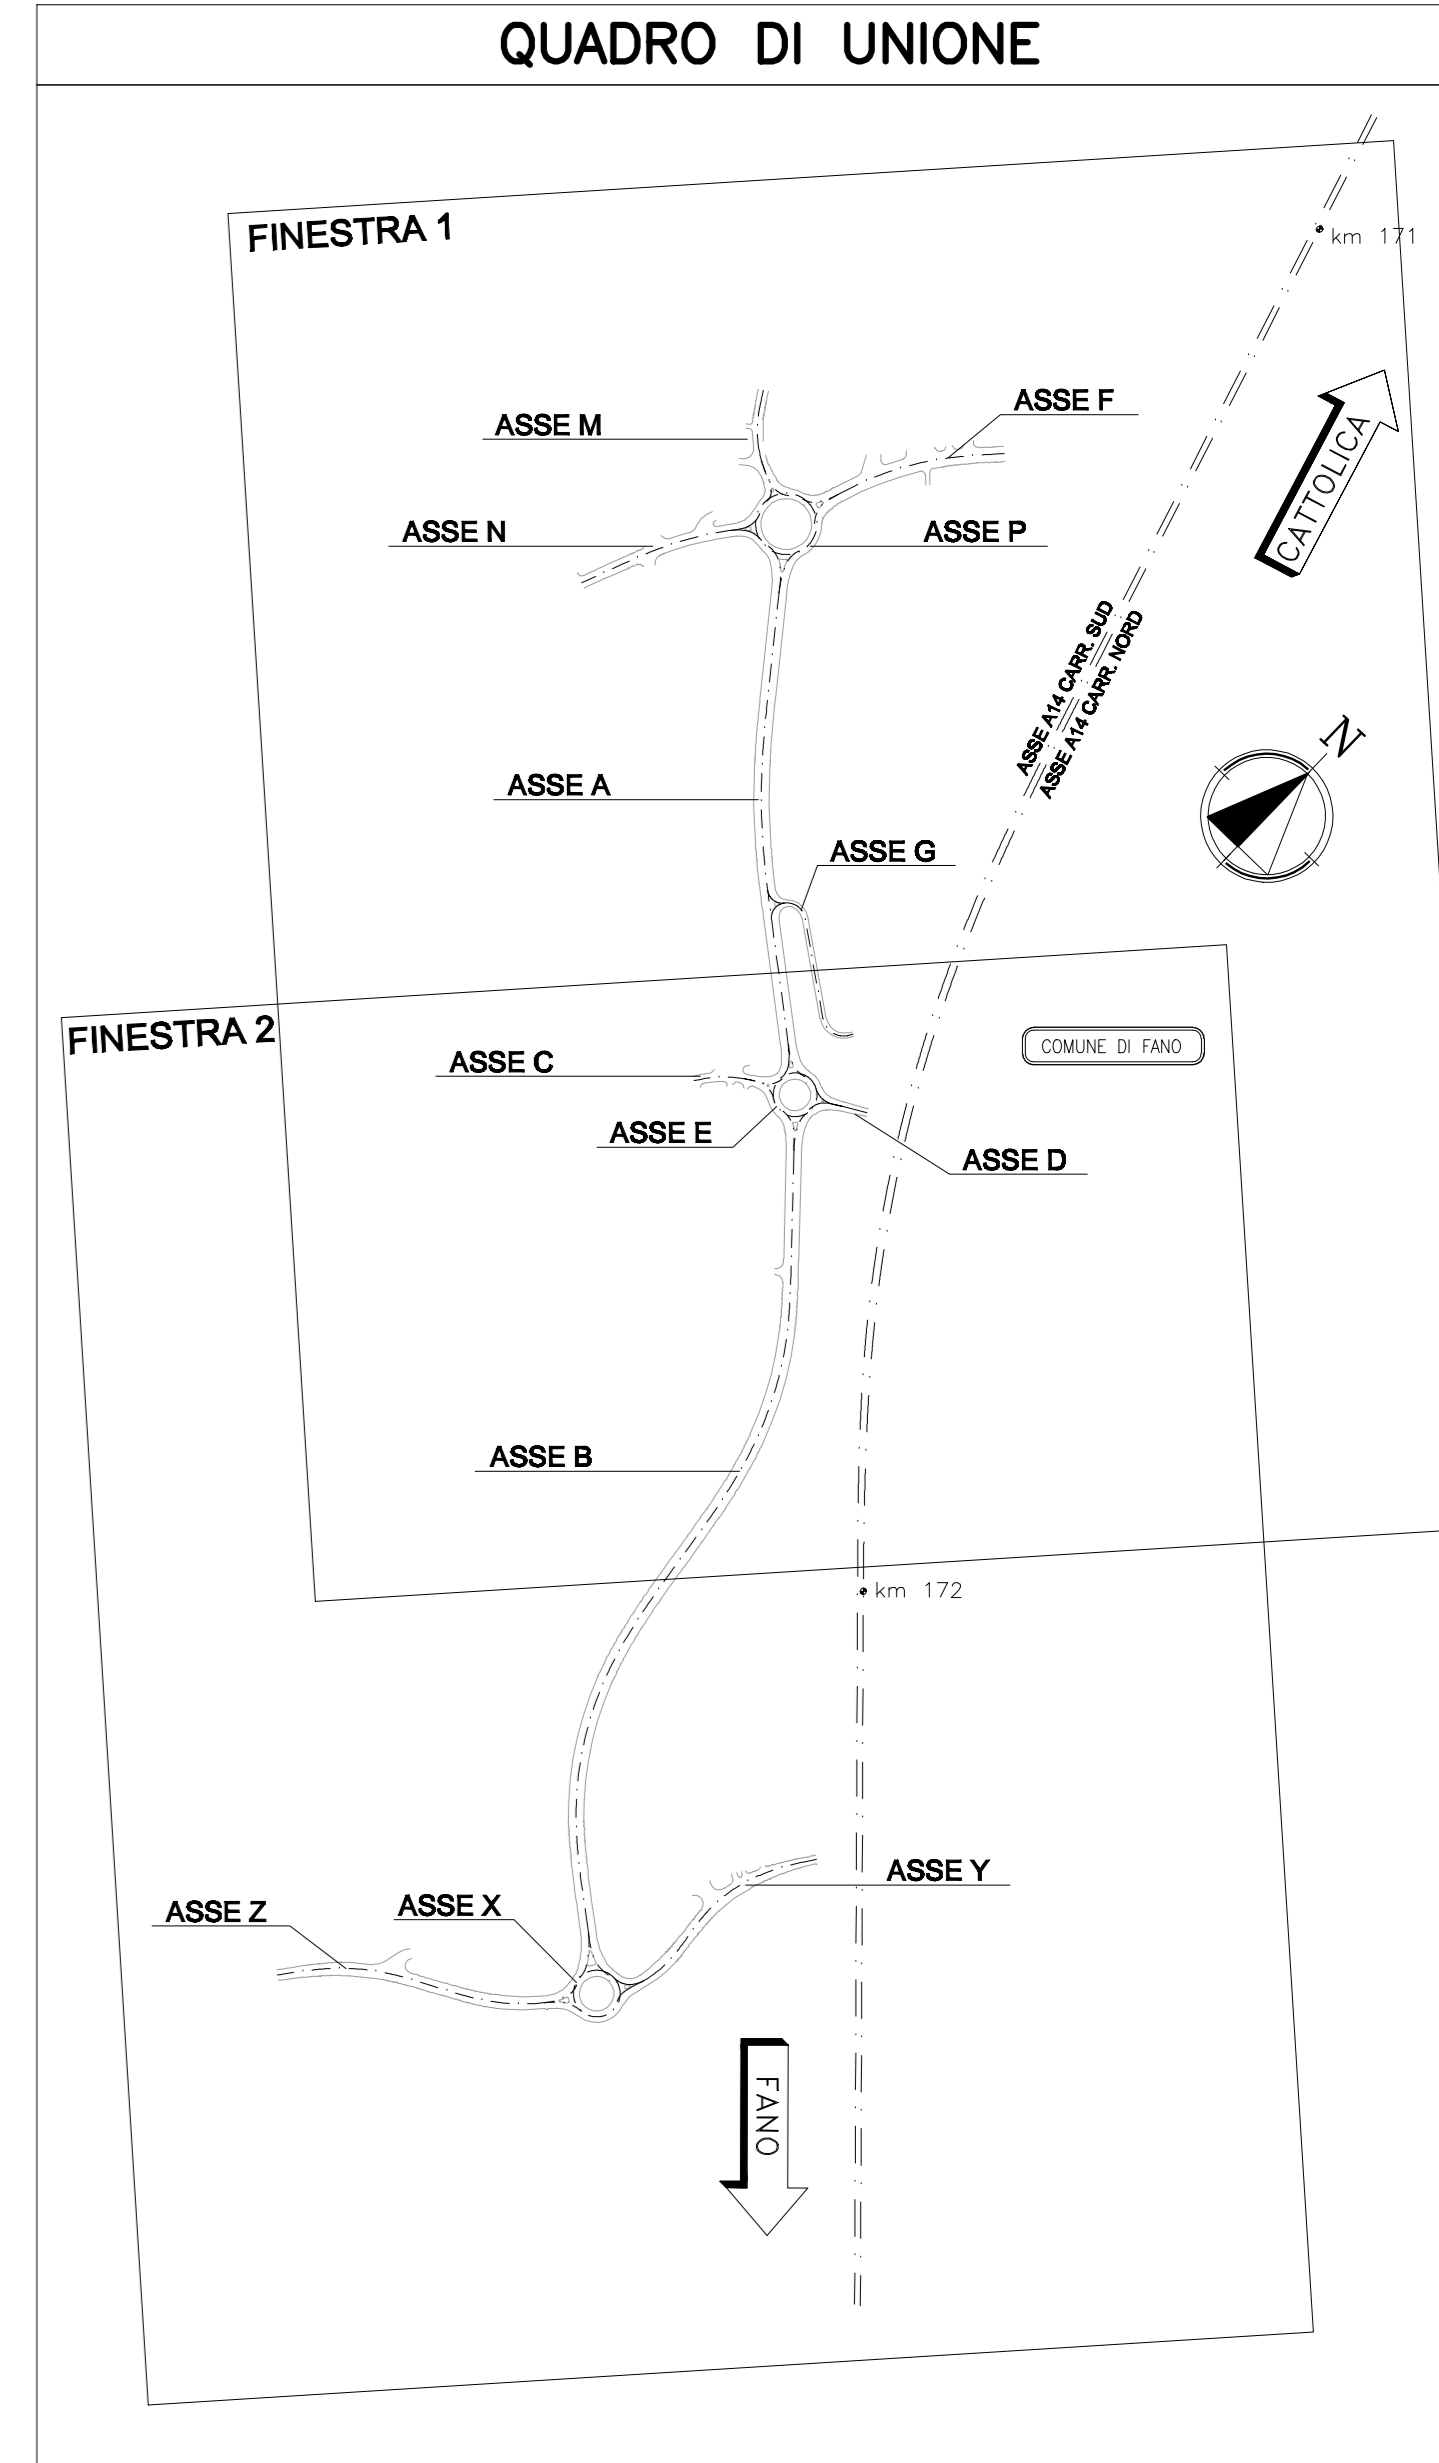 QUADRO DI UNIONE
FINESTRA 1
km 171
ASSE F
ASSE M
CATTOLICA
ASSE N
ASSE P
ASSE A14 CARR. SUD
ASSE A14 CARR. NORD
N
ASSE A
ASSE G
FINESTRA 2
COMUNE DI FANO
ASSE C
ASSE E
ASSE D
ASSE B
km 172
ASSE Y
ASSE X
ASSE Z
FANO